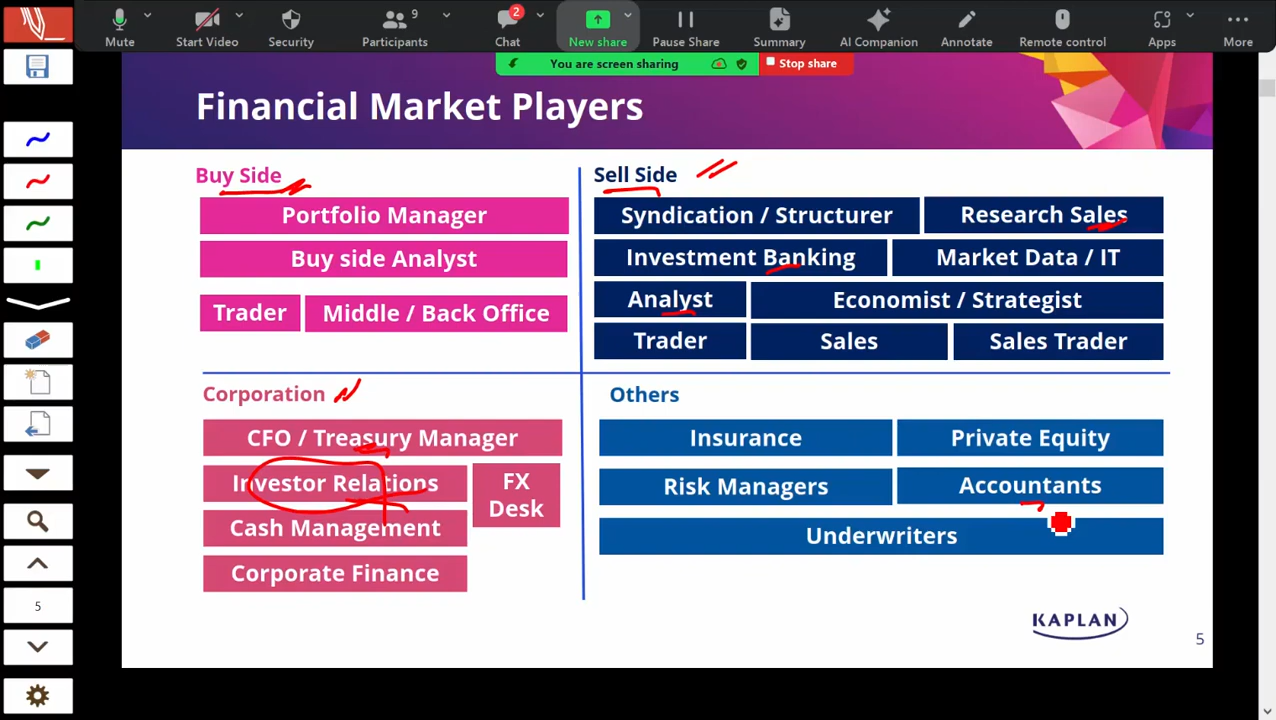 9
2
Mute
Start Video
Security
Participants
Chat
New share
Pause Share
Summary
AI Companion
Annotate
Remote control
Apps
More
You are screen sharing
Stop share
Financial Market Players
Buy Side
Portfolio Manager
Buy side Analyst
Trader
Middle / Back Office
Sell Side
Syndication / Structurer
Research Sales
Investment Banking
Market Data / IT
Analyst
Economist / Strategist
Trader
Sales
Sales Trader
Corporation
CFO / Treasury Manager
Investor Relations
FX
Desk
Cash Management
Corporate Finance
Others
Insurance
Private Equity
Risk Managers
Accountants
Underwriters
KAPLAN
5
5